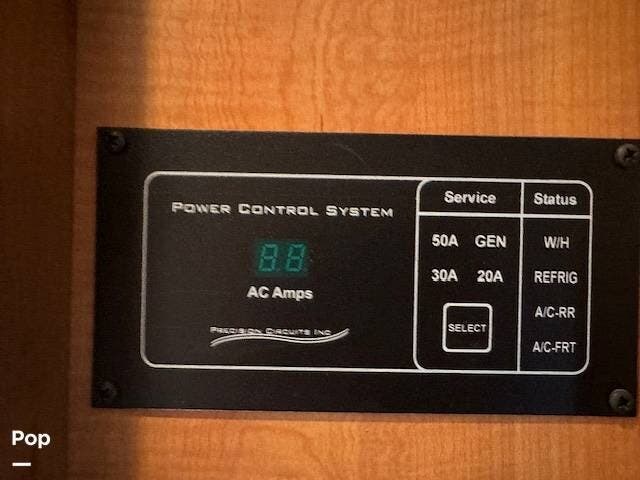 POWER CONTROL SYSTEM
88
AC Amps
PRECISION CIRCUITS INC
Service
50A GEN
30A 20A
SELECT
Status
W/H
REFRIG
A/C-RR
A/C-FRT
Pop